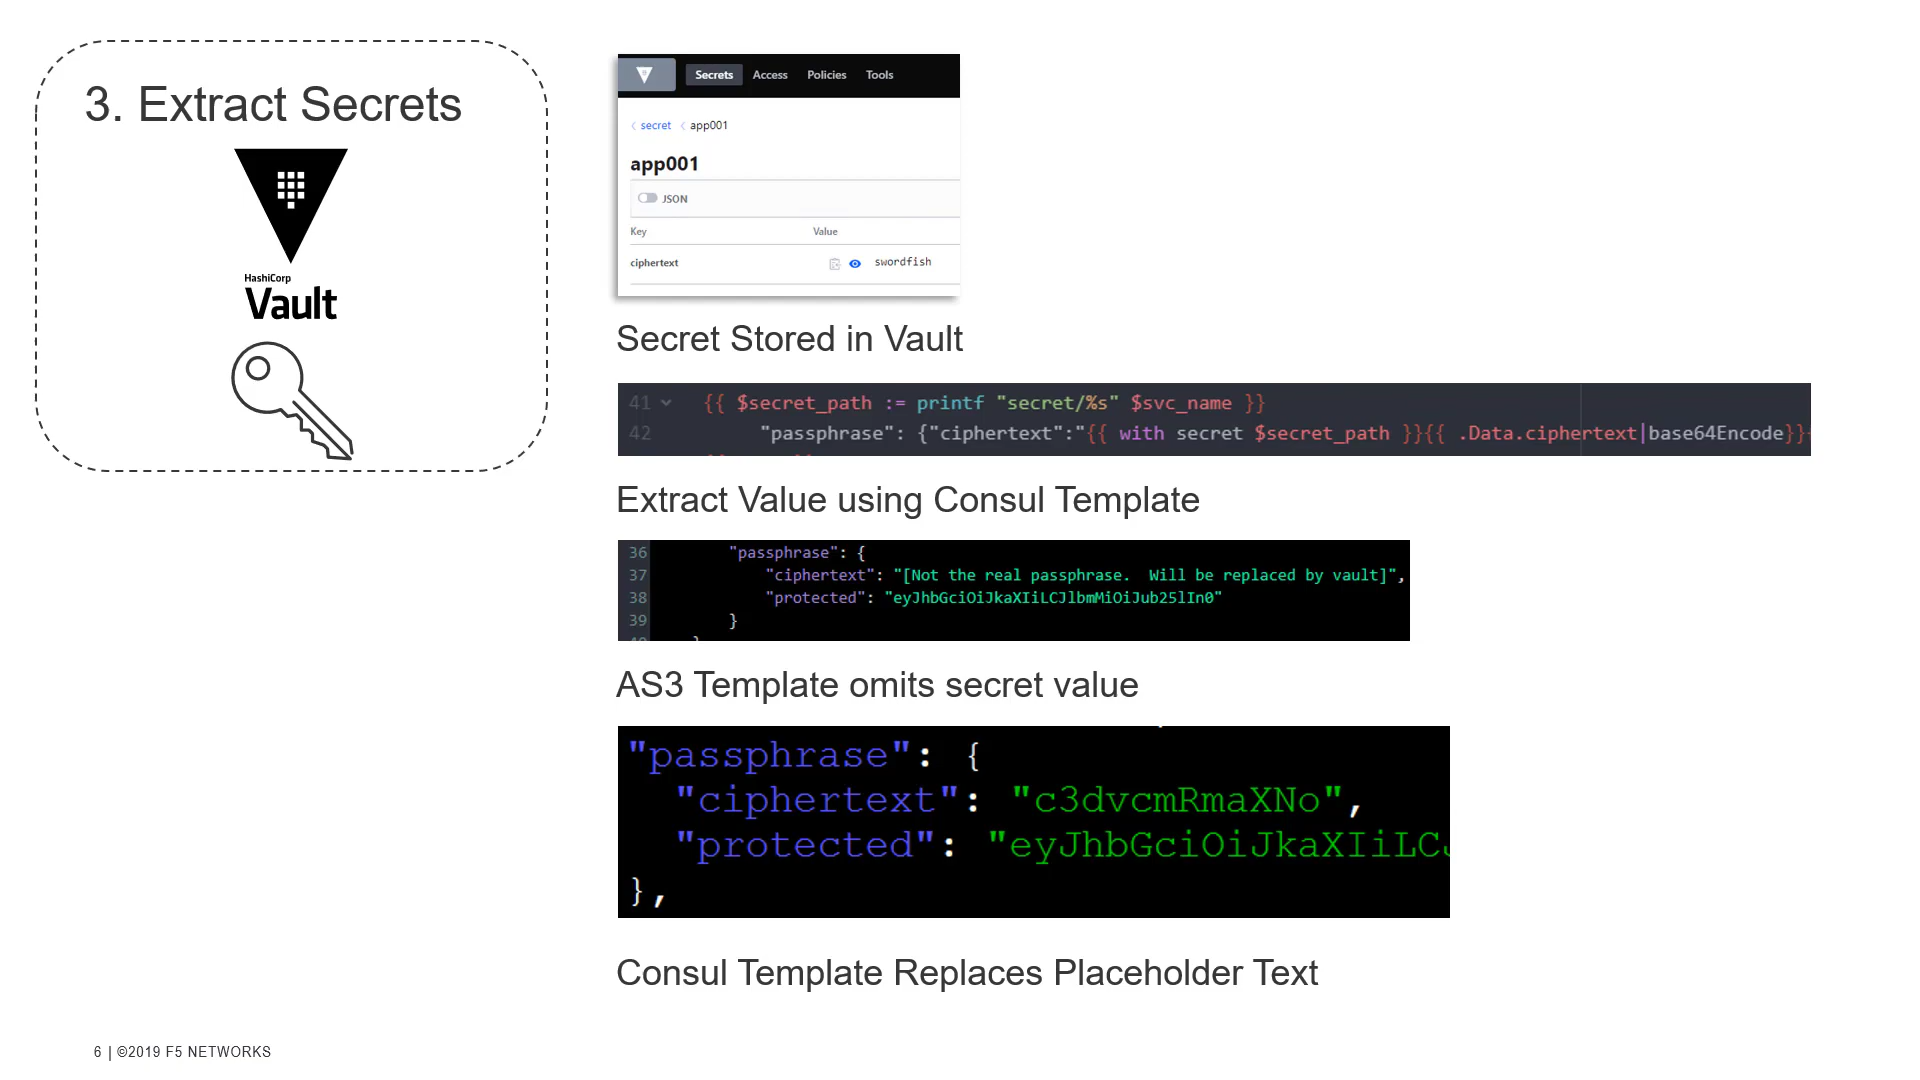 3. Extract Secrets
HashiCorp
Vault
Secrets Access Policies Tools
secret app001
app001
JSON
Key Value
ciphertext swordfish
Secret Stored in Vault
41 {{ $secret_path := printf "secret/%s" $svc_name }}
42 "passphrase": {"ciphertext":"{{ with secret $secret_path }}{{ .Data.ciphertext|base64Encode}}{
Extract Value using Consul Template
36 "passphrase": {
37 "ciphertext": "[Not the real passphrase.  Will be replaced by vault]",
38 "protected": "eyJhbGciOiJkaXIiLCJlbmMiOiJub25lIn0"
39 }
AS3 Template omits secret value
"passphrase": {
"ciphertext": "c3dvcmRmaXNo",
"protected": "eyJhbGciOiJkaXIiLCJ
},
Consul Template Replaces Placeholder Text
6 | ©2019 F5 NETWORKS